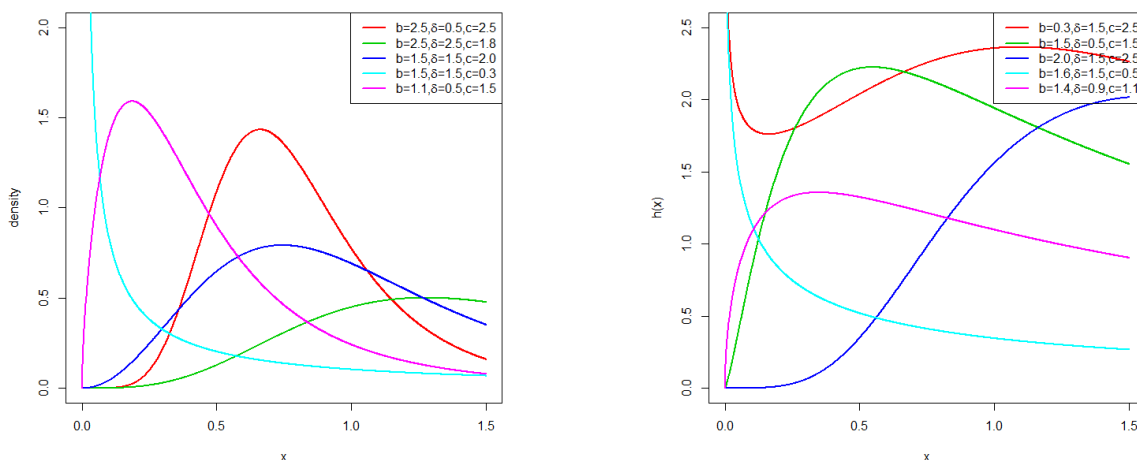 b=2.5,δ=0.5,c=2.5
b=2.5,δ=2.5,c=1.8
b=1.5,δ=1.5,c=2.0
b=1.5,δ=1.5,c=0.3
b=1.1,δ=0.5,c=1.5
density
0.0
0.5
1.0
1.5
2.0
0.0
0.5
1.0
1.5
x
b=0.3,δ=1.5,c=2.5
b=1.5,δ=0.5,c=1.5
b=2.0,δ=1.5,c=2.5
b=1.6,δ=1.5,c=0.5
b=1.4,δ=0.9,c=1.1
h(x)
0.0
0.5
1.0
1.5
2.0
2.5
0.0
0.5
1.0
1.5
x